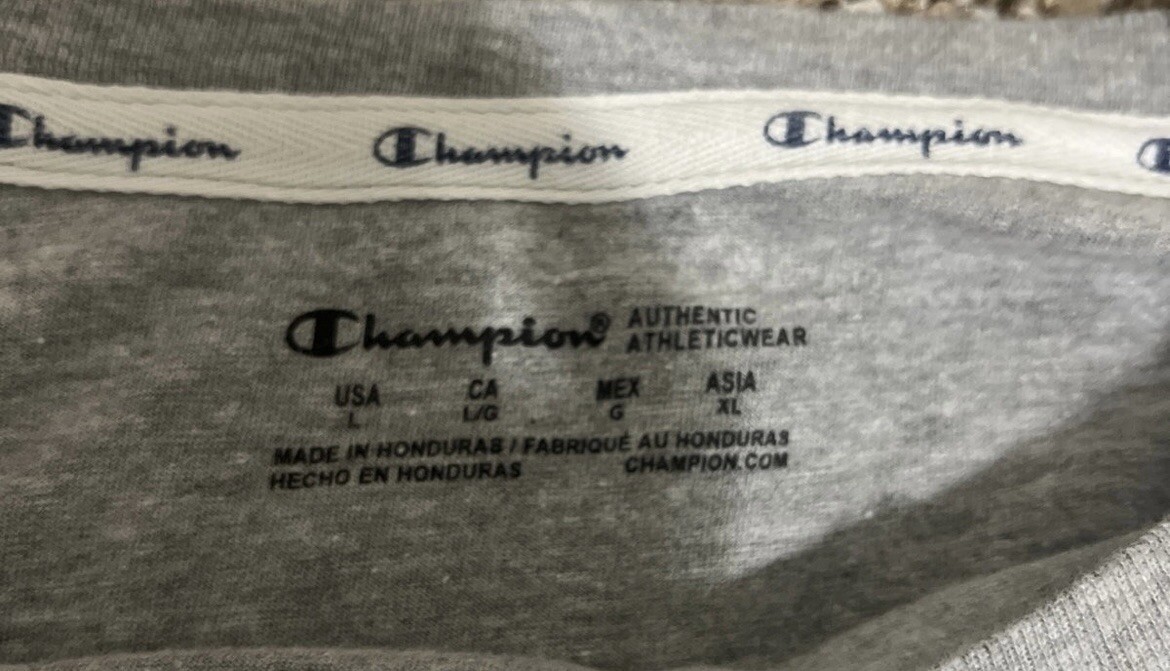 Champion Champion Champion
Champion® AUTHENTIC ATHLETICWEAR
USA CA MEX ASIA
L L/G G XL
MADE IN HONDURAS / FABRIQUÉ AU HONDURAS
HECHO EN HONDURAS CHAMPION.COM